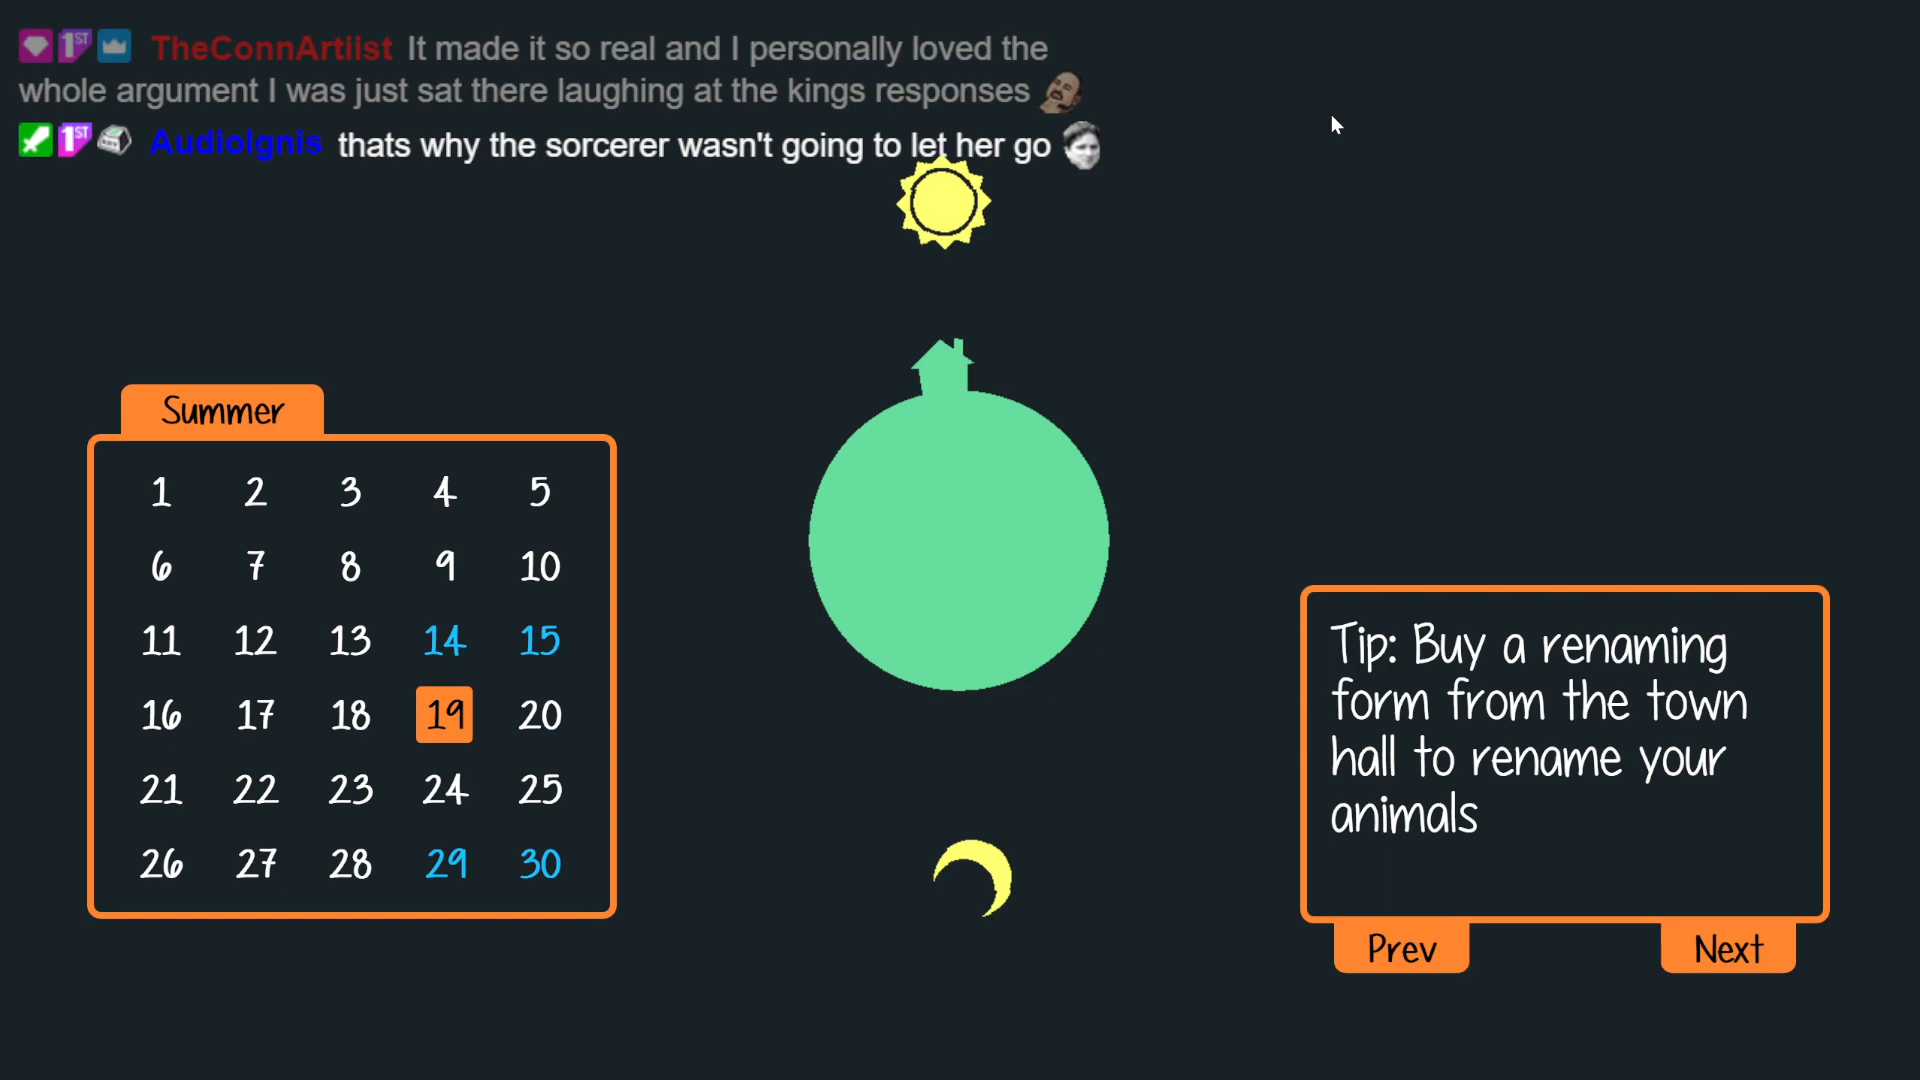 1ST TheConnArtiist It made it so real and I personally loved the
whole argument I was just sat there laughing at the kings responses
1ST AudioIgnis thats why the sorcerer wasn't going to let her go
Summer
1 2 3 4 5
6 7 8 9 10
11 12 13 14 15
16 17 18 19 20
21 22 23 24 25
26 27 28 29 30
Tip: Buy a renaming
form from the town
hall to rename your
animals
Prev Next